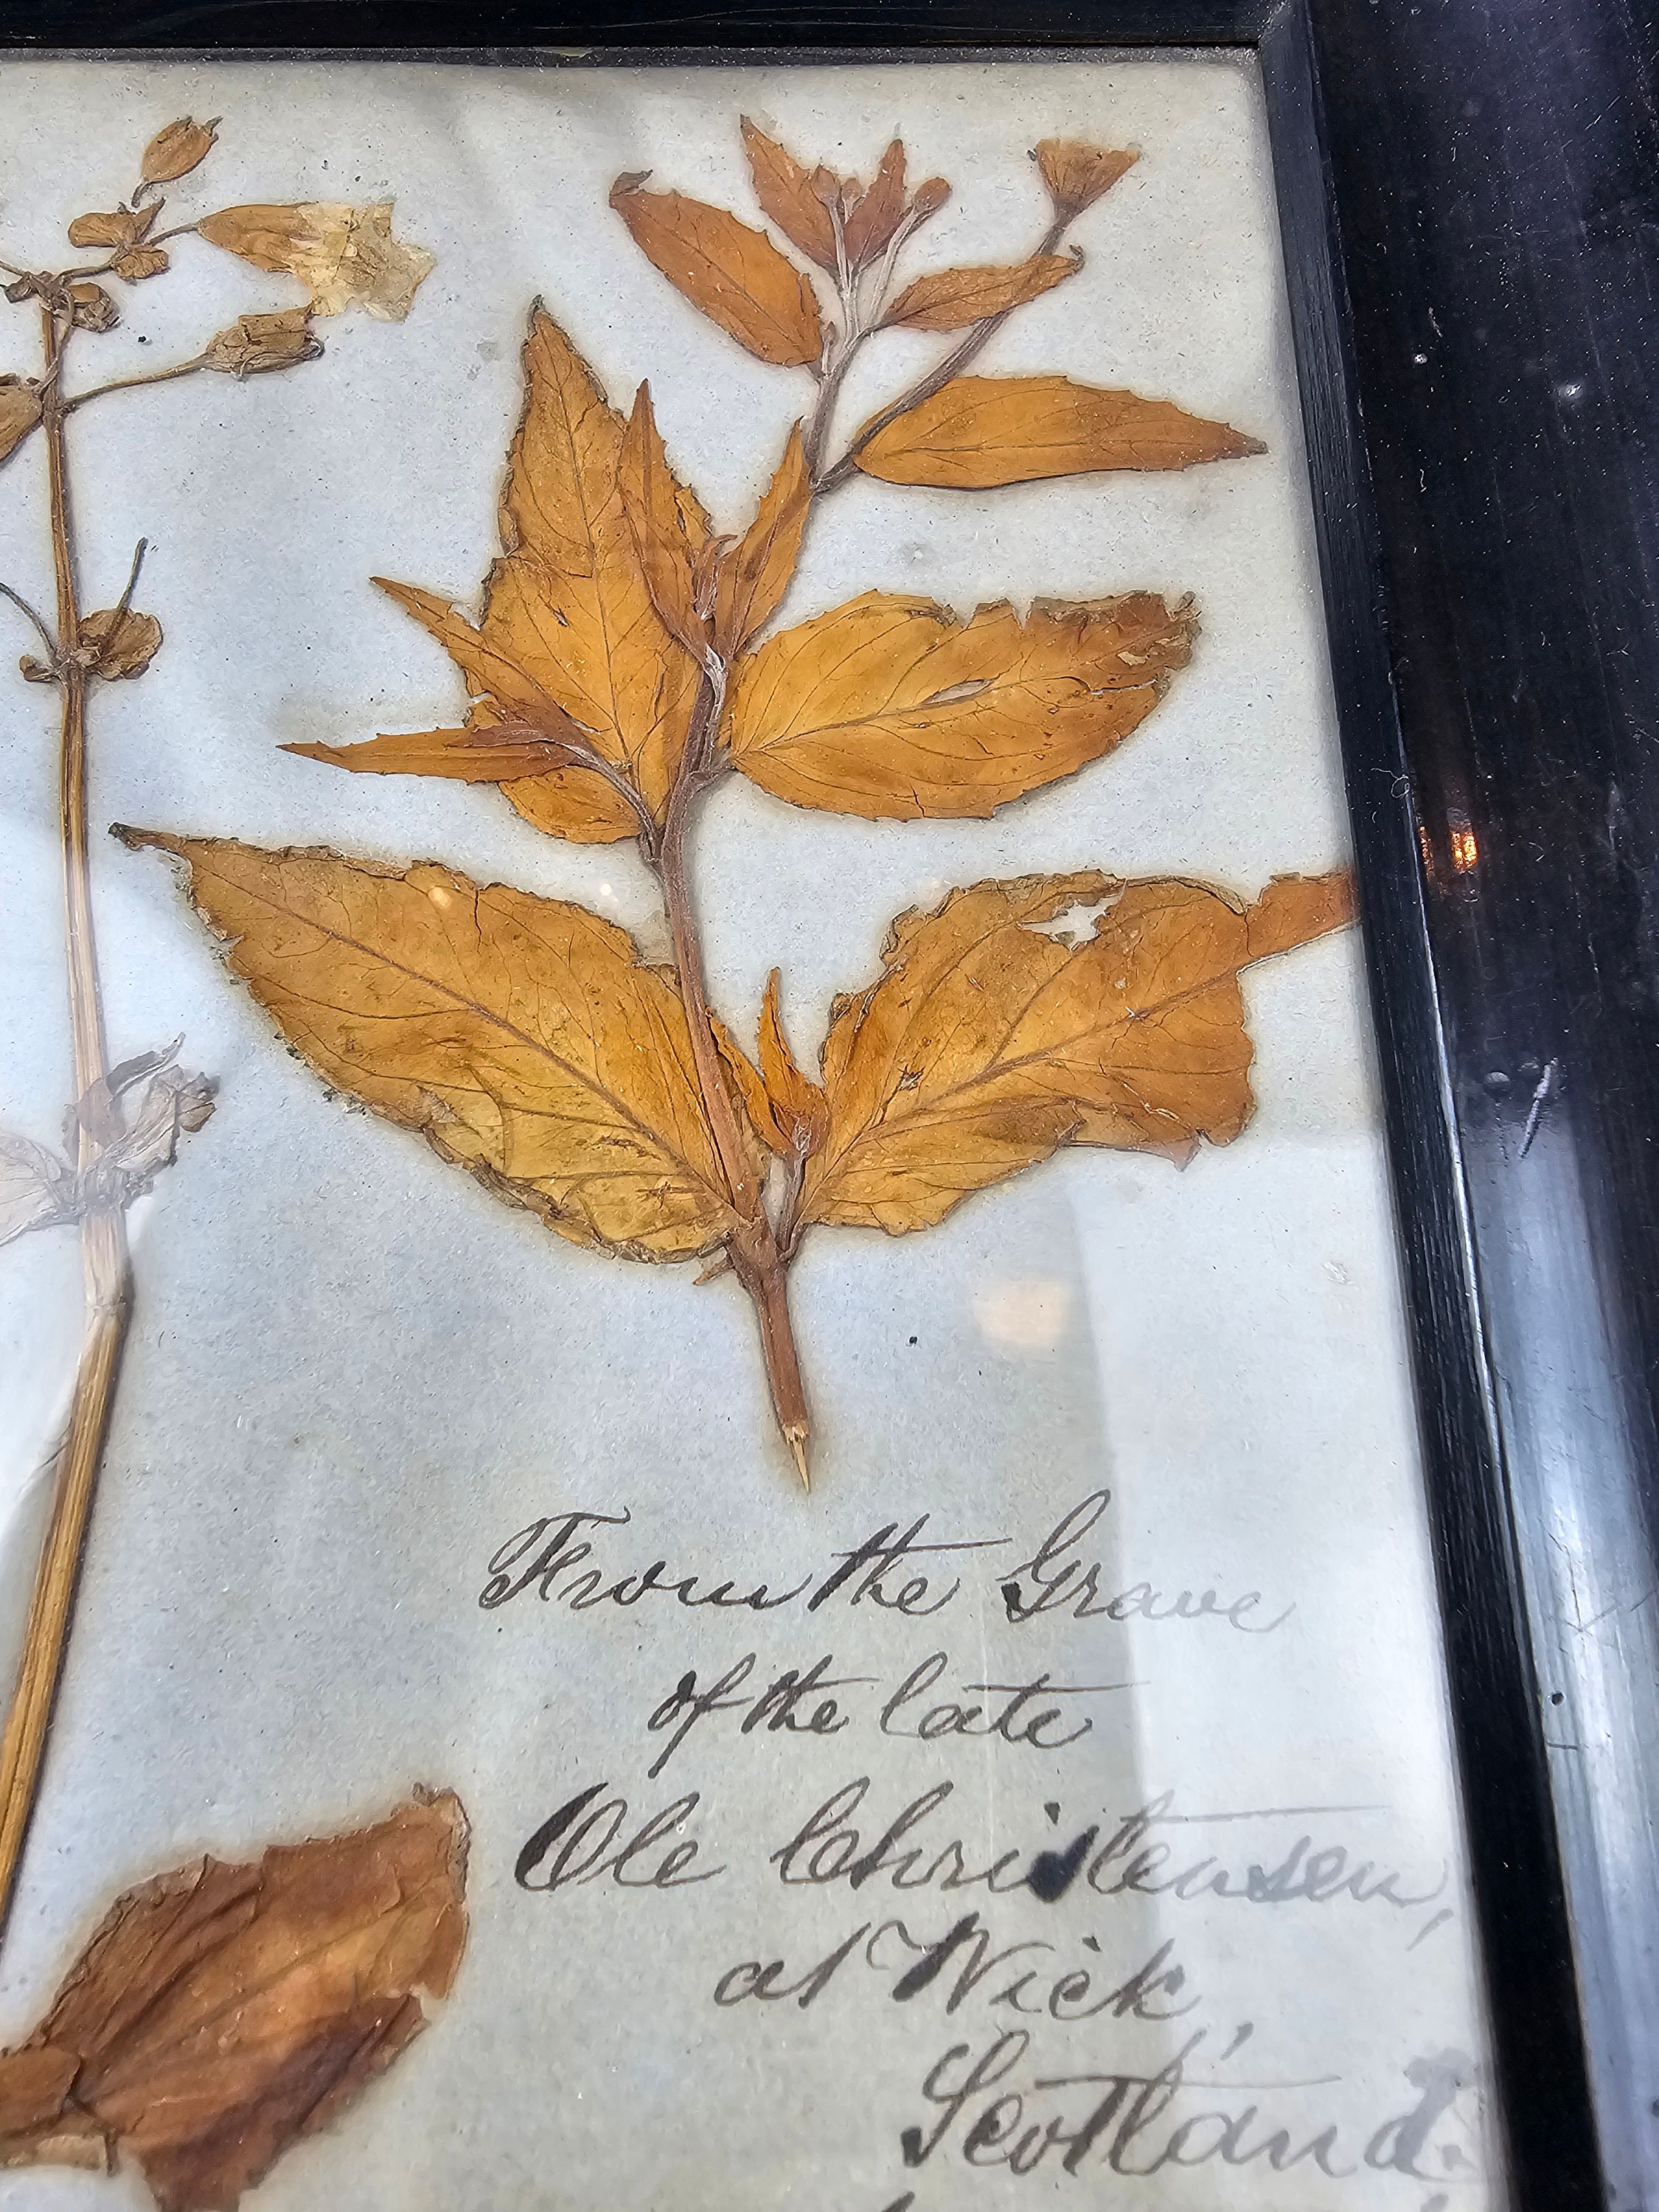 From the Grave
of the late
Ole Christensen,
at Wick,
Scotland.